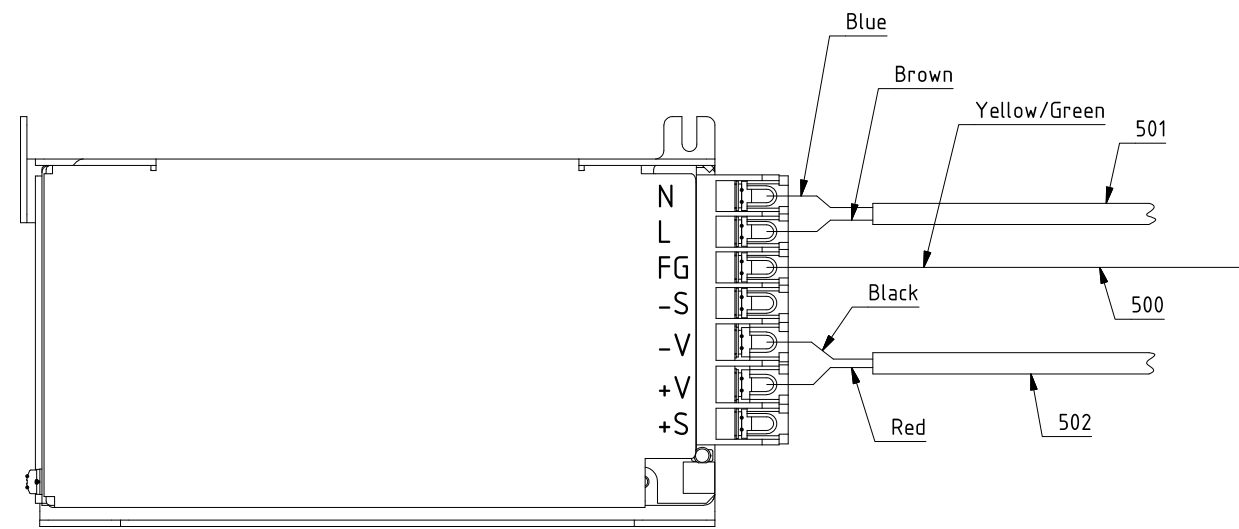 Blue
Brown
Yellow/Green
501
N
L
FG
-S
Black
500
-V
+V
+S
Red
502